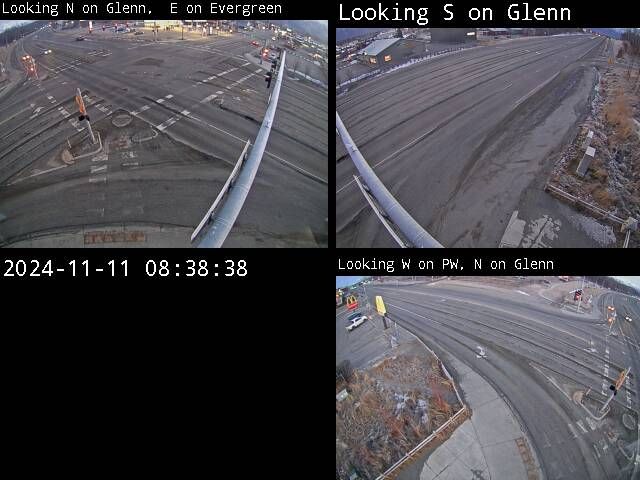 Looking N on Glenn, E on Evergreen
Looking S on Glenn
2024-11-11 08:38:38
Looking W on PW, N on Glenn